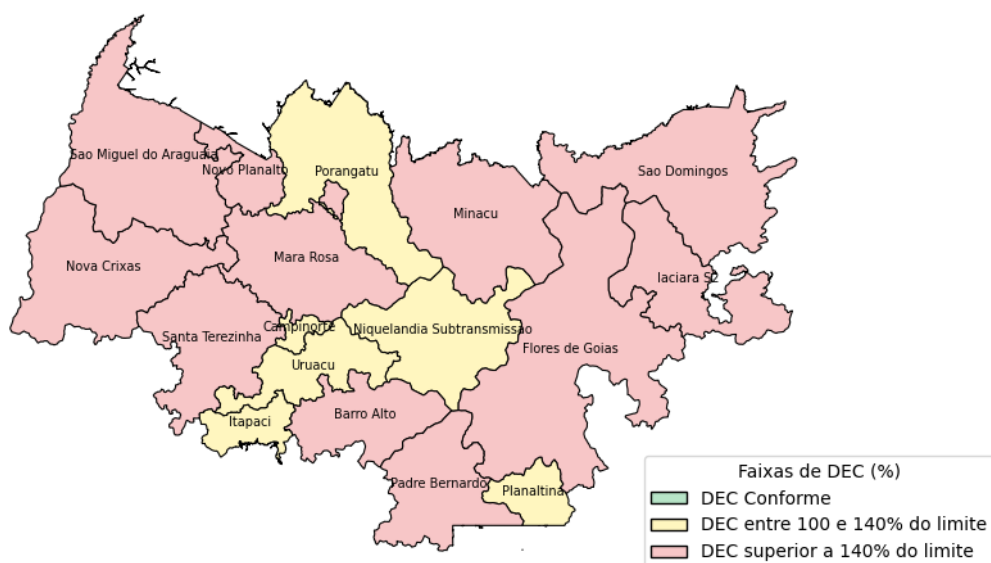 Sao Miguel do Araguaia
Novo Planalto
Porangatu
Sao Domingos
Minacu
Mara Rosa
Nova Crixas
Iaciara S2
Campinorte
Niquelandia Subtransmissao
Santa Terezinha
Flores de Goias
Uruacu
Barro Alto
Itapaci
Padre Bernardo
Planaltina
Faixas de DEC (%)
DEC Conforme
DEC entre 100 e 140% do limite
DEC superior a 140% do limite